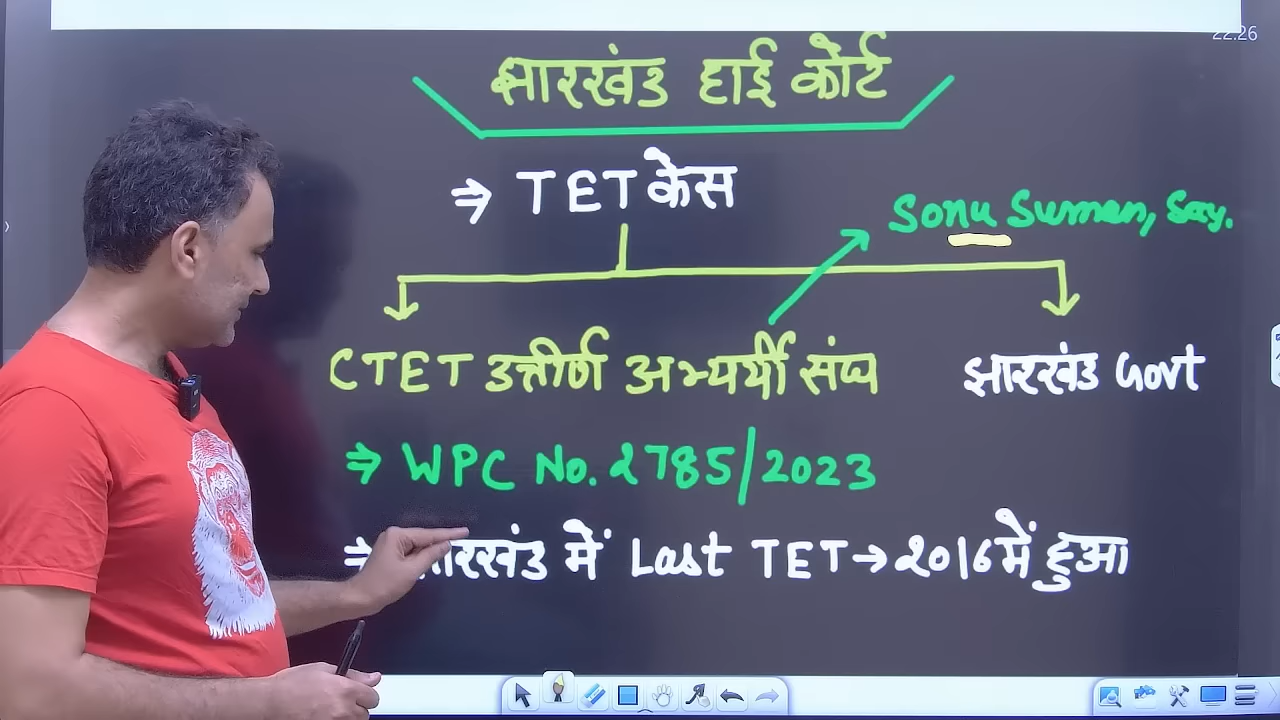 22:26
झारखंड हाई कोर्ट
⇒ TET केस
Sonu Suman, Say.
CTET उत्तीर्ण अभ्यर्थी संघ
झारखंड Govt
⇒ WPC No. 2785/2023
⇒ झारखंड में Last TET → 2016 में हुआ